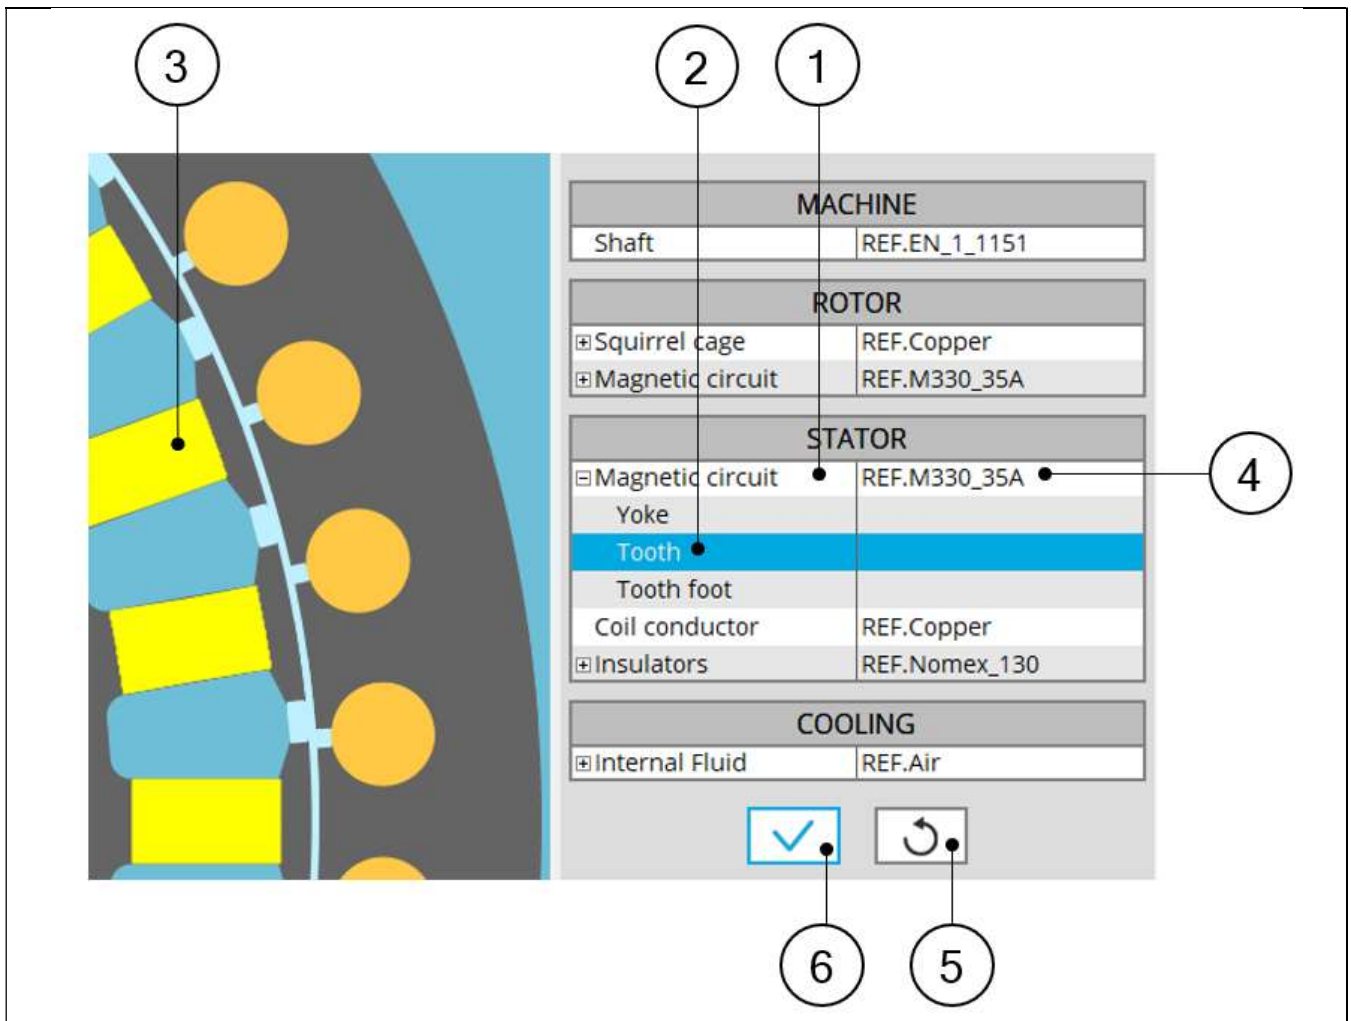 3 2 1
MACHINE
Shaft REF.EN_1_1151
ROTOR
Squirrel cage REF.Copper
Magnetic circuit REF.M330_35A
STATOR
Magnetic circuit REF.M330_35A
4
Yoke
Tooth
Tooth foot
Coil conductor REF.Copper
Insulators REF.Nomex_130
COOLING
Internal Fluid REF.Air
6 5